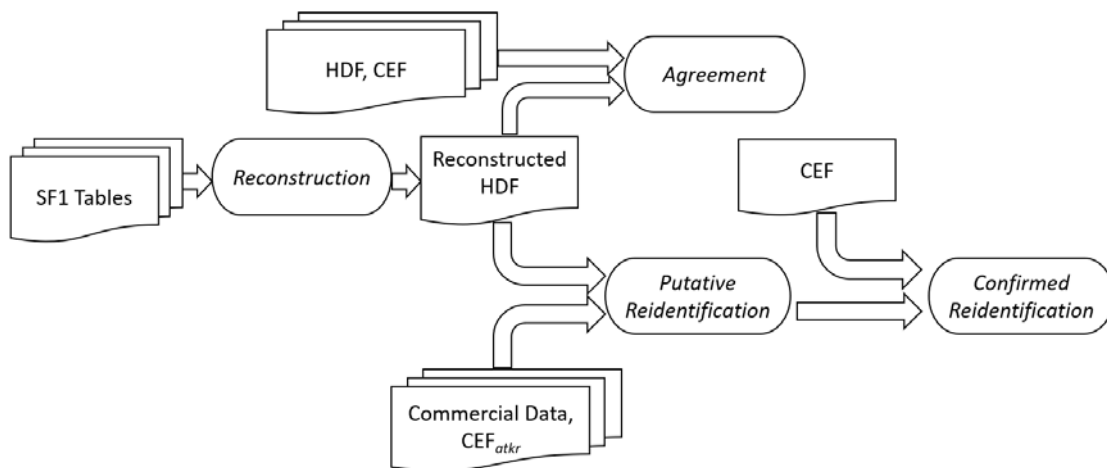 HDF, CEF
Agreement
SF1 Tables
Reconstruction
Reconstructed
HDF
CEF
Putative
Reidentification
Confirmed
Reidentification
Commercial Data,
CEFatkr